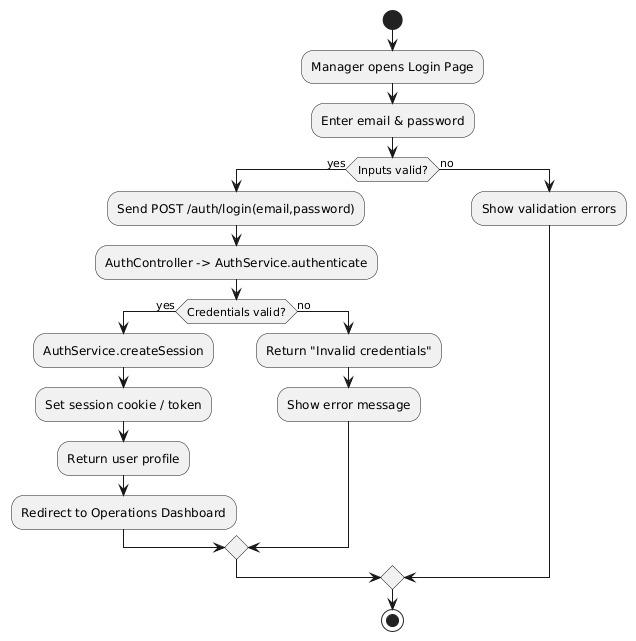 Manager opens Login Page
Enter email & password
yes
Inputs valid?
no
Send POST /auth/login(email,password)
Show validation errors
AuthController -> AuthService.authenticate
yes
Credentials valid?
no
AuthService.createSession
Return "Invalid credentials"
Set session cookie / token
Show error message
Return user profile
Redirect to Operations Dashboard